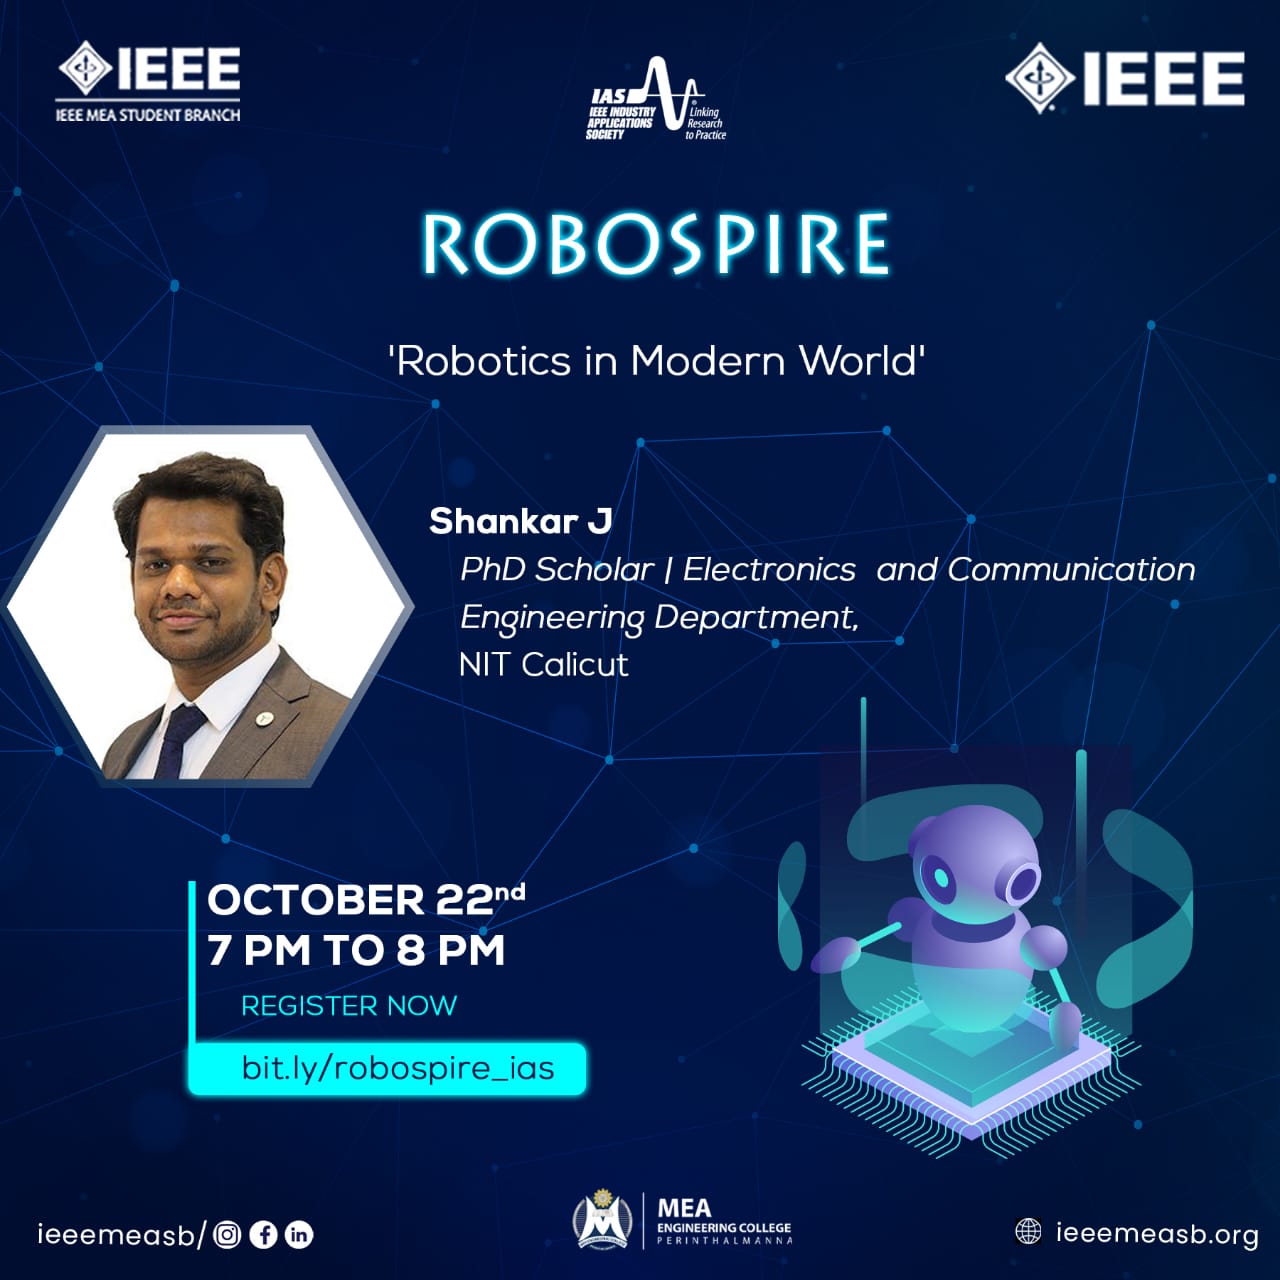 IEEE
IEEE MEA STUDENT BRANCH
IAS
IEEE INDUSTRY
APPLICATIONS
SOCIETY
®
Linking
Research
to Practice
IEEE
ROBOSPIRE
'Robotics in Modern World'
Shankar J
PhD Scholar | Electronics and Communication
Engineering Department,
NIT Calicut
OCTOBER 22nd
7 PM TO 8 PM
REGISTER NOW
bit.ly/robospire_ias
ieeemeasb/
MEA
ENGINEERING COLLEGE
PERINTHALMANNA
ieeemeasb.org